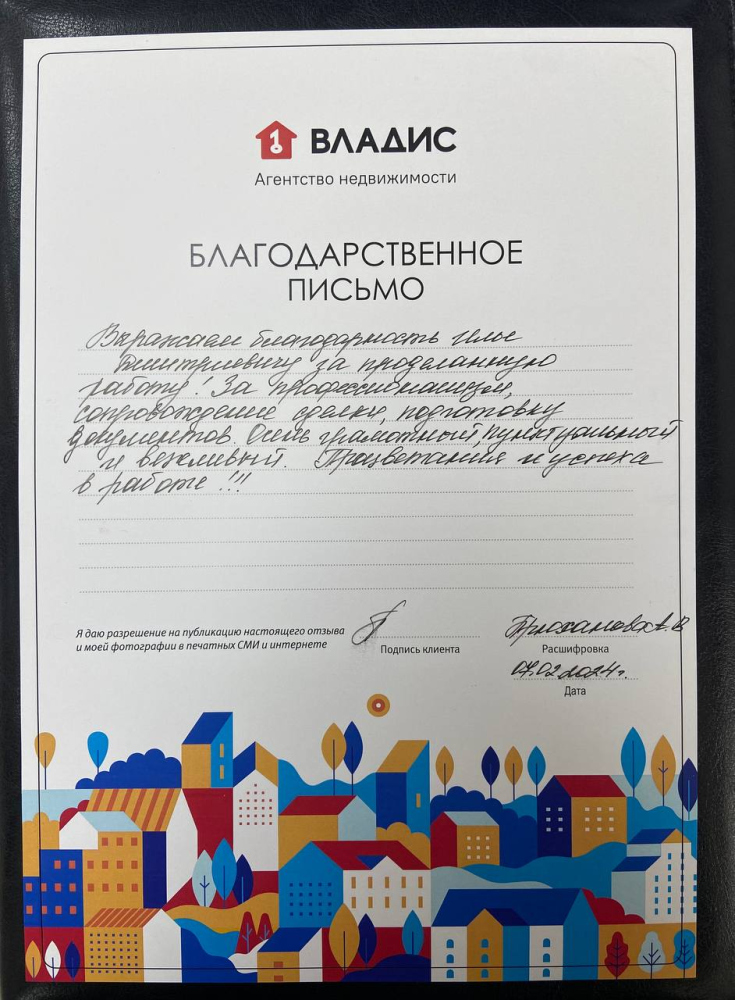 1
ВЛАДИС
Агентство недвижимости
БЛАГОДАРСТВЕННОЕ
ПИСЬМО
Выражаем благодарность Илье
Дмитриевичу за проделанную
работу! За профессионализм,
сопровождение сделки, подготовку
документов. Очень грамотный, пунктуальный
и вежливый. Процветания и успеха
в работе!!!
Я даю разрешение на публикацию настоящего отзыва
и моей фотографии в печатных СМИ и интернете
Подпись клиента
А.В
Расшифровка
07.02.2024г.
Дата